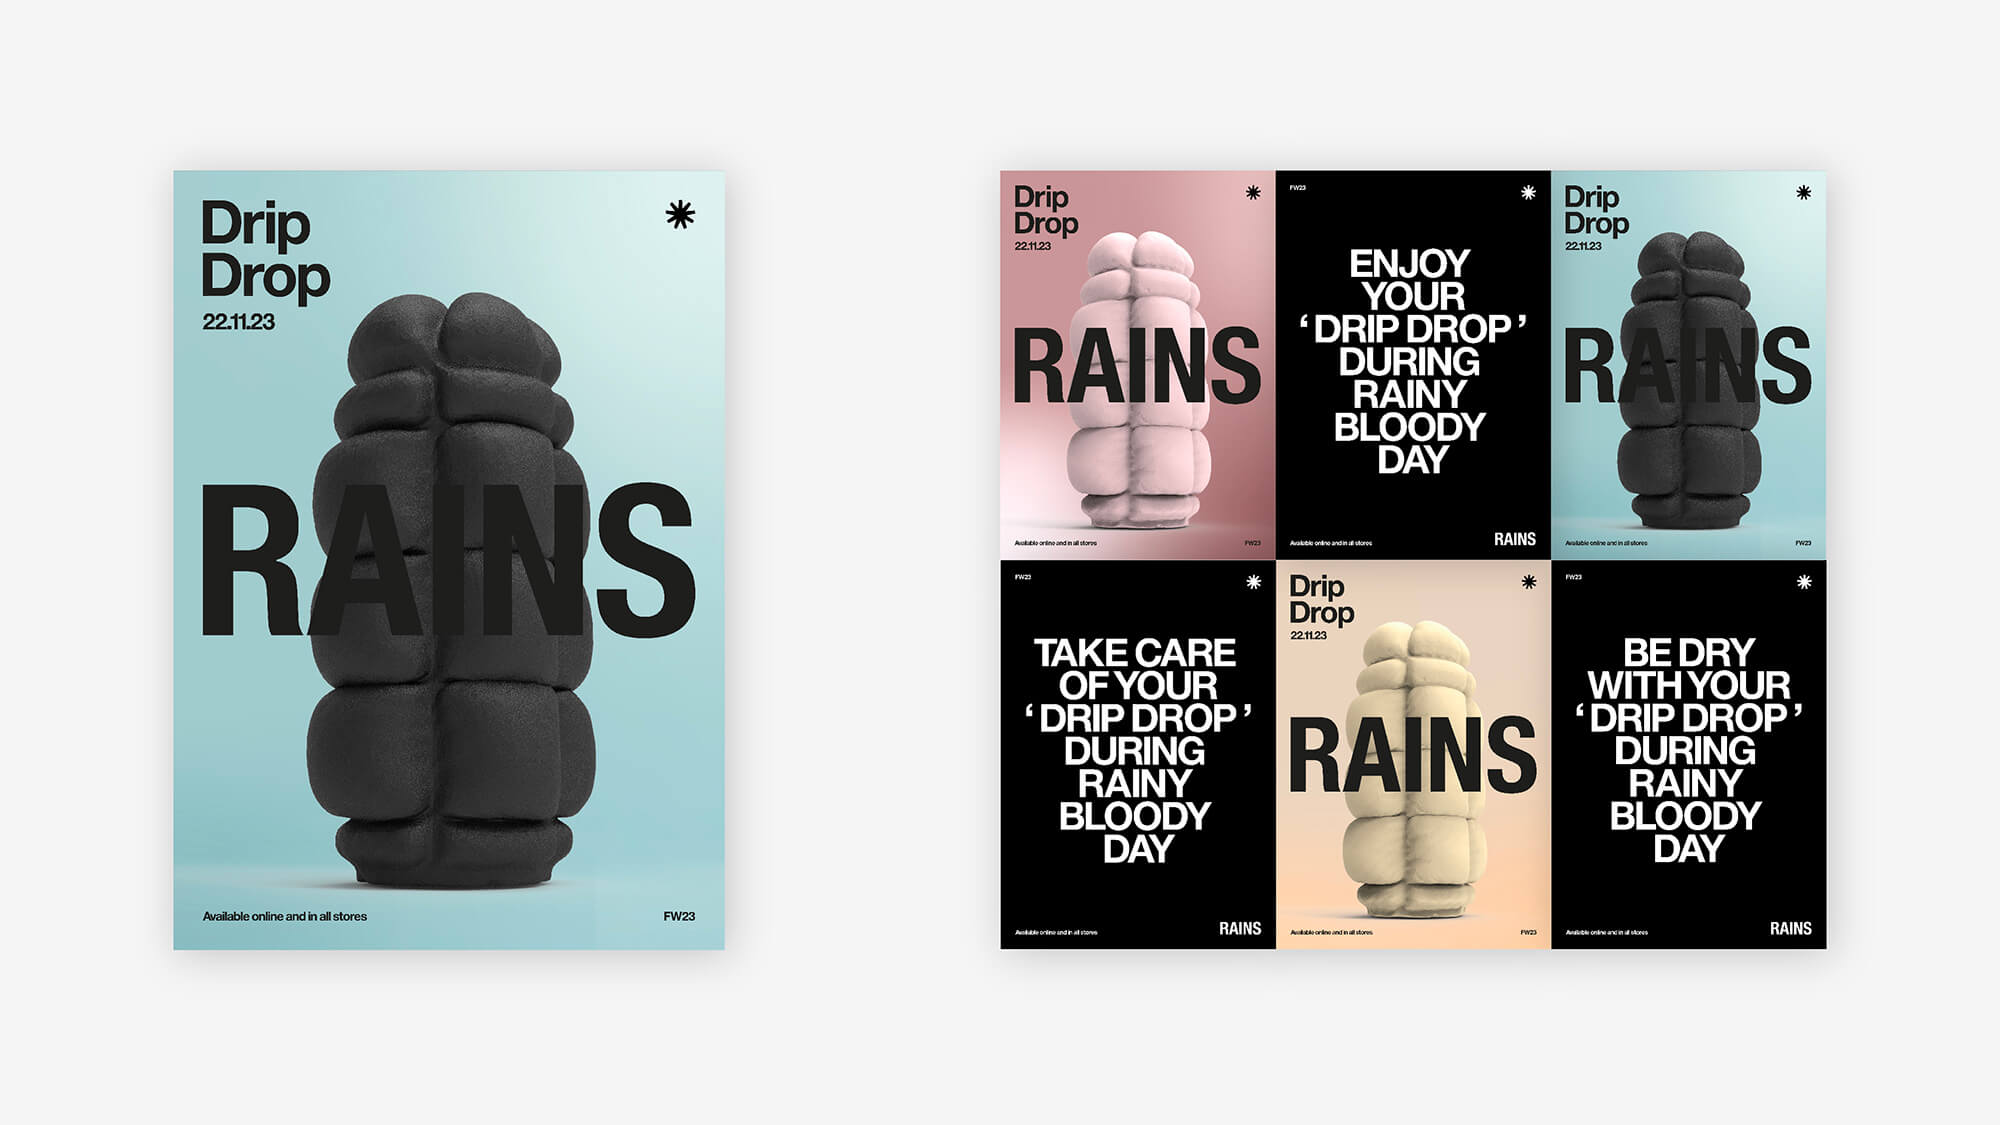 Drip
Drop
22.11.23
RAINS
Available online and in all stores
FW23
Drip
Drop
22.11.23
RAINS
Available online and in all stores
FW23
FW23
ENJOY
YOUR
‘ DRIP DROP ’
DURING
RAINY
BLOODY
DAY
Available online and in all stores
RAINS
Drip
Drop
22.11.23
RAINS
Available online and in all stores
FW23
FW23
TAKE CARE
OF YOUR
‘ DRIP DROP ’
DURING
RAINY
BLOODY
DAY
Available online and in all stores
RAINS
Drip
Drop
22.11.23
RAINS
Available online and in all stores
FW23
FW23
BE DRY
WITH YOUR
‘ DRIP DROP ’
DURING
RAINY
BLOODY
DAY
Available online and in all stores
RAINS